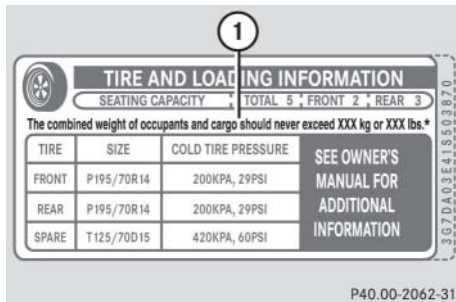 1
TIRE AND LOADING INFORMATION
SEATING CAPACITY TOTAL 5 FRONT 2 REAR 3
The combined weight of occupants and cargo should never exceed XXX kg or XXX lbs.*
TIRE SIZE COLD TIRE PRESSURE
SEE OWNER'S
FRONT P195/70R14 200KPA, 29PSI
MANUAL FOR
REAR P195/70R14 200KPA, 29PSI
ADDITIONAL
SPARE T125/70D15 420KPA, 60PSI
INFORMATION
3G7DA03E41S503870
P40.00-2062-31